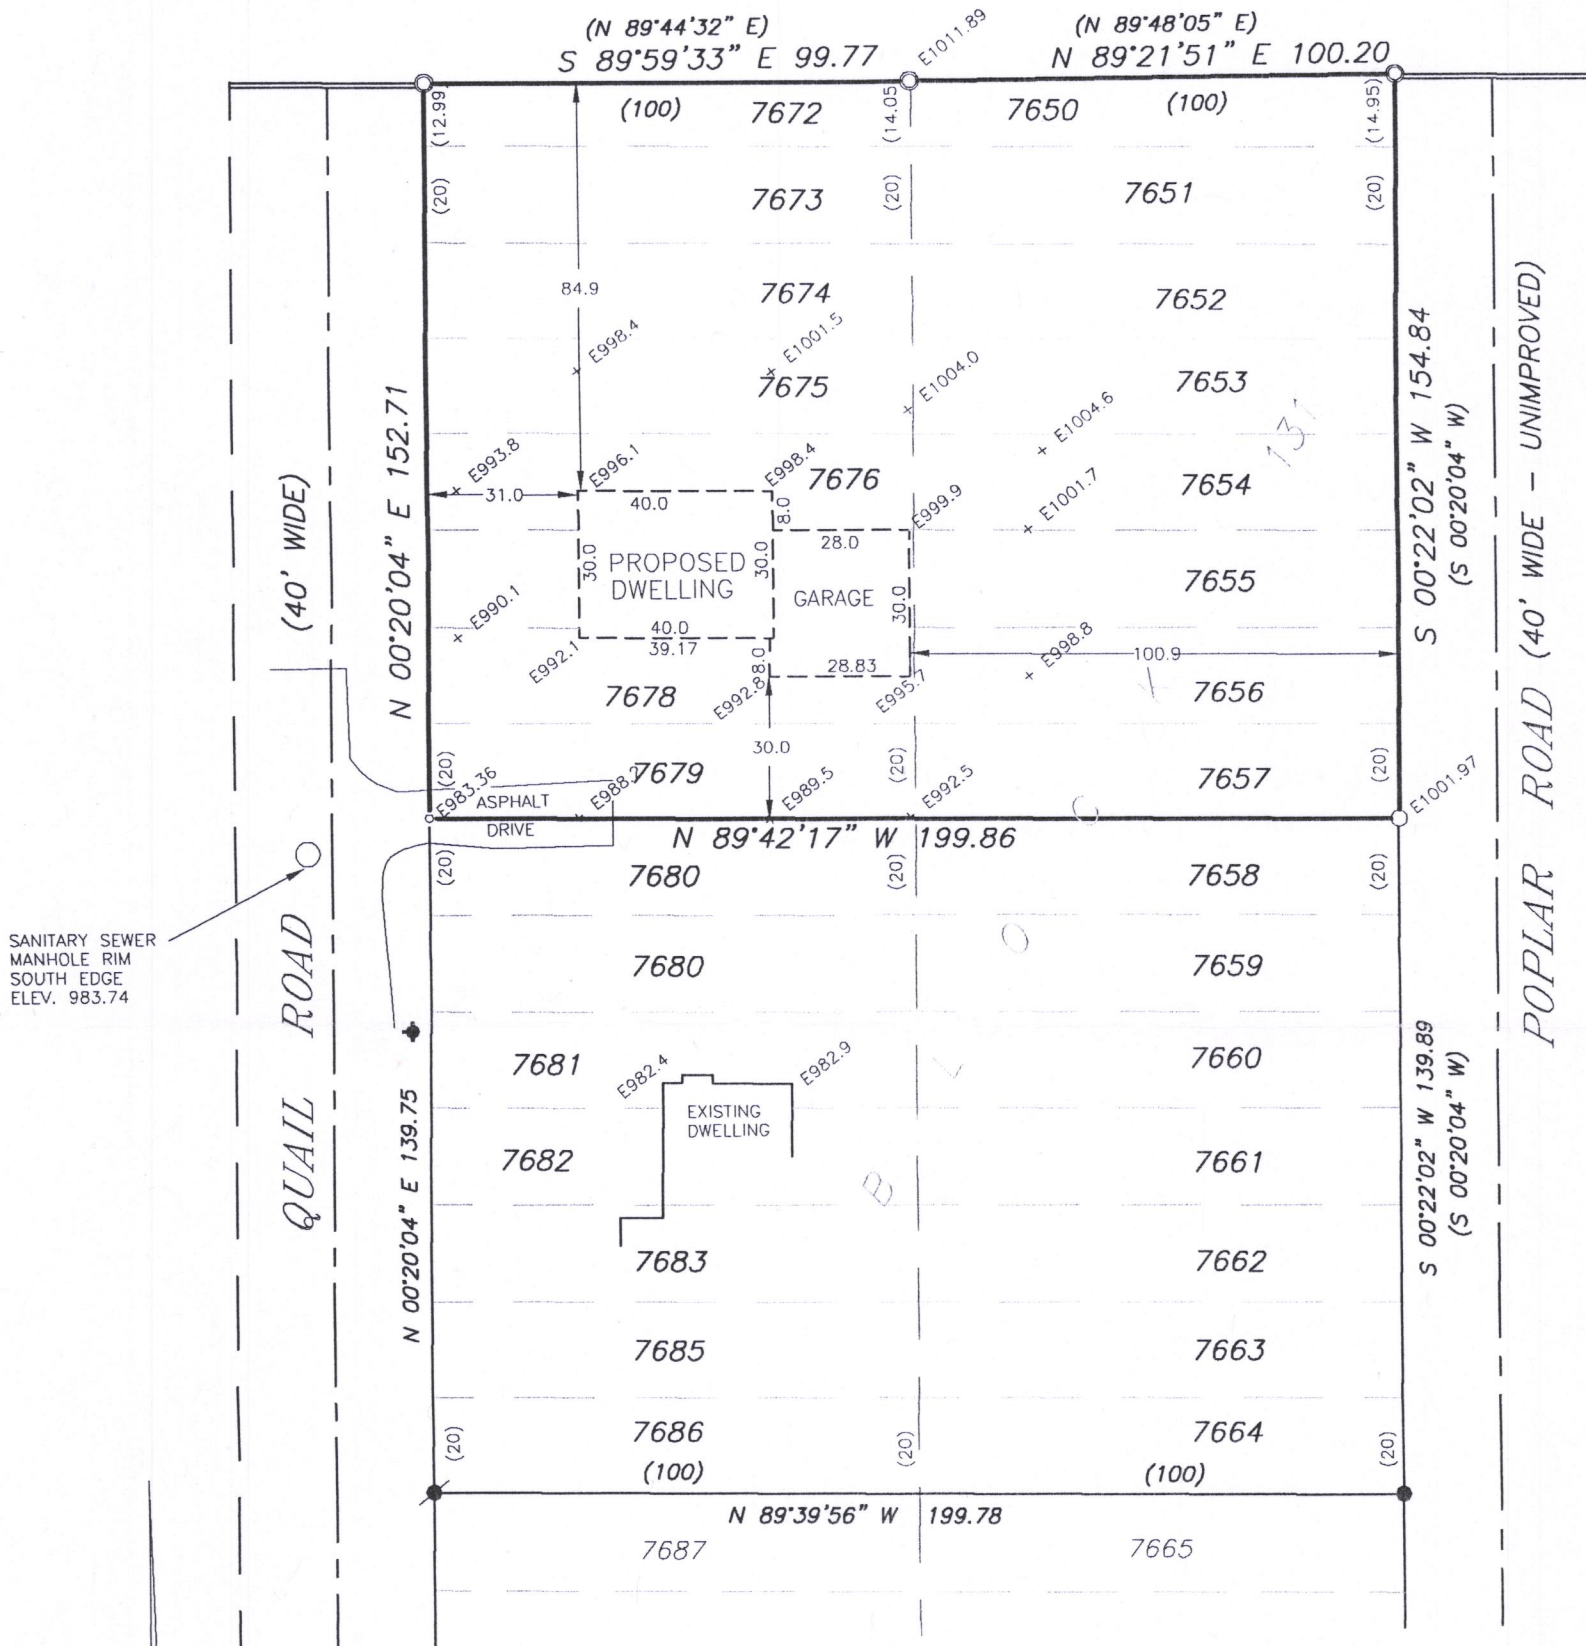 (N 89°44'32" E)
S 89°59'33" E 99.77
E1011.89
(N 89°48'05" E)
N 89°21'51" E 100.20
(12.99)
(100)
7672
(14.05)
7650
(100)
(14.95)
(20)
7673
(20)
7651
(20)
84.9
7674
7652
E998.4
E1001.5
7675
E1004.0
7653
N 00°20'04" E 152.71
S 00°22'02" W 154.84
(S 00°20'04" W)
E1004.6
131
E993.8
E996.1
E998.4
7676
7654
31.0
40.0
8.0
E999.9
E1001.7
(40' WIDE)
28.0
30.0
PROPOSED
DWELLING
30.0
GARAGE
30.0
7655
E990.1
40.0
39.17
E992.1
8.0
28.83
E998.8
100.9
7678
E992.8
E995.7
K
7656
30.0
(20)
7679
(20)
7657
(20)
E983.36
ASPHALT
DRIVE
E988.2
E989.5
E992.5
C
E1001.97
N 89°42'17" W 199.86
(20)
7680
(20)
7658
(20)
SANITARY SEWER
MANHOLE RIM
SOUTH EDGE
ELEV. 983.74
QUAIL ROAD
POPLAR ROAD (40' WIDE - UNIMPROVED)
7680
O
7659
7681
E982.4
E982.9
L
7660
EXISTING
DWELLING
N 00°20'04" E 139.75
S 00°22'02" W 139.89
(S 00°20'04" W)
7682
B
7661
7683
7662
7685
7663
(20)
7686
(100)
(20)
7664
(100)
(20)
N 89°39'56" W 199.78
7687
7665